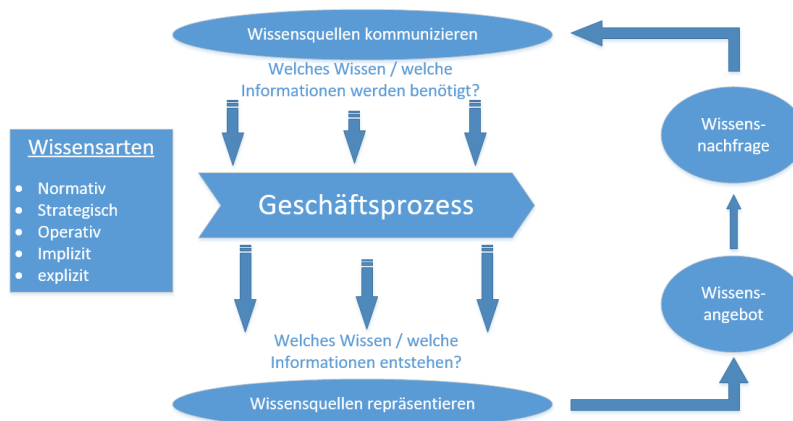 Wissensquellen kommunizieren
Welches Wissen / welche
Informationen werden benötigt?
Wissens-
nachfrage
Wissensarten
Normativ
Strategisch
Operativ
Implizit
explizit
Geschäftsprozess
Wissens-
angebot
Welches Wissen / welche
Informationen entstehen?
Wissensquellen repräsentieren